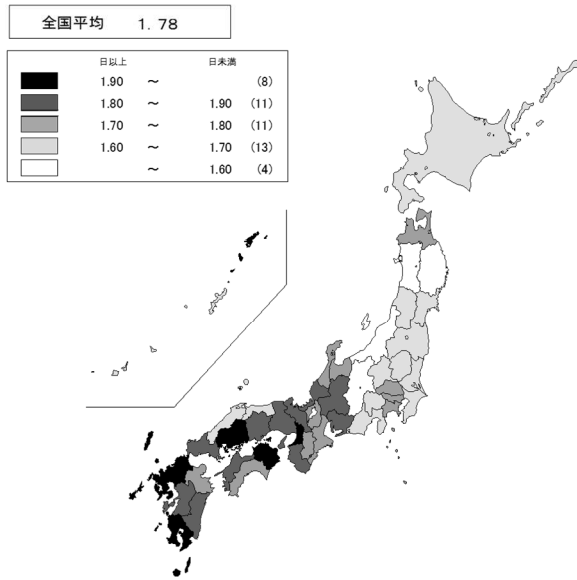 全国平均 1.78
日以上 日未満
1.90 ～ (8)
1.80 ～ 1.90 (11)
1.70 ～ 1.80 (11)
1.60 ～ 1.70 (13)
～ 1.60 (4)